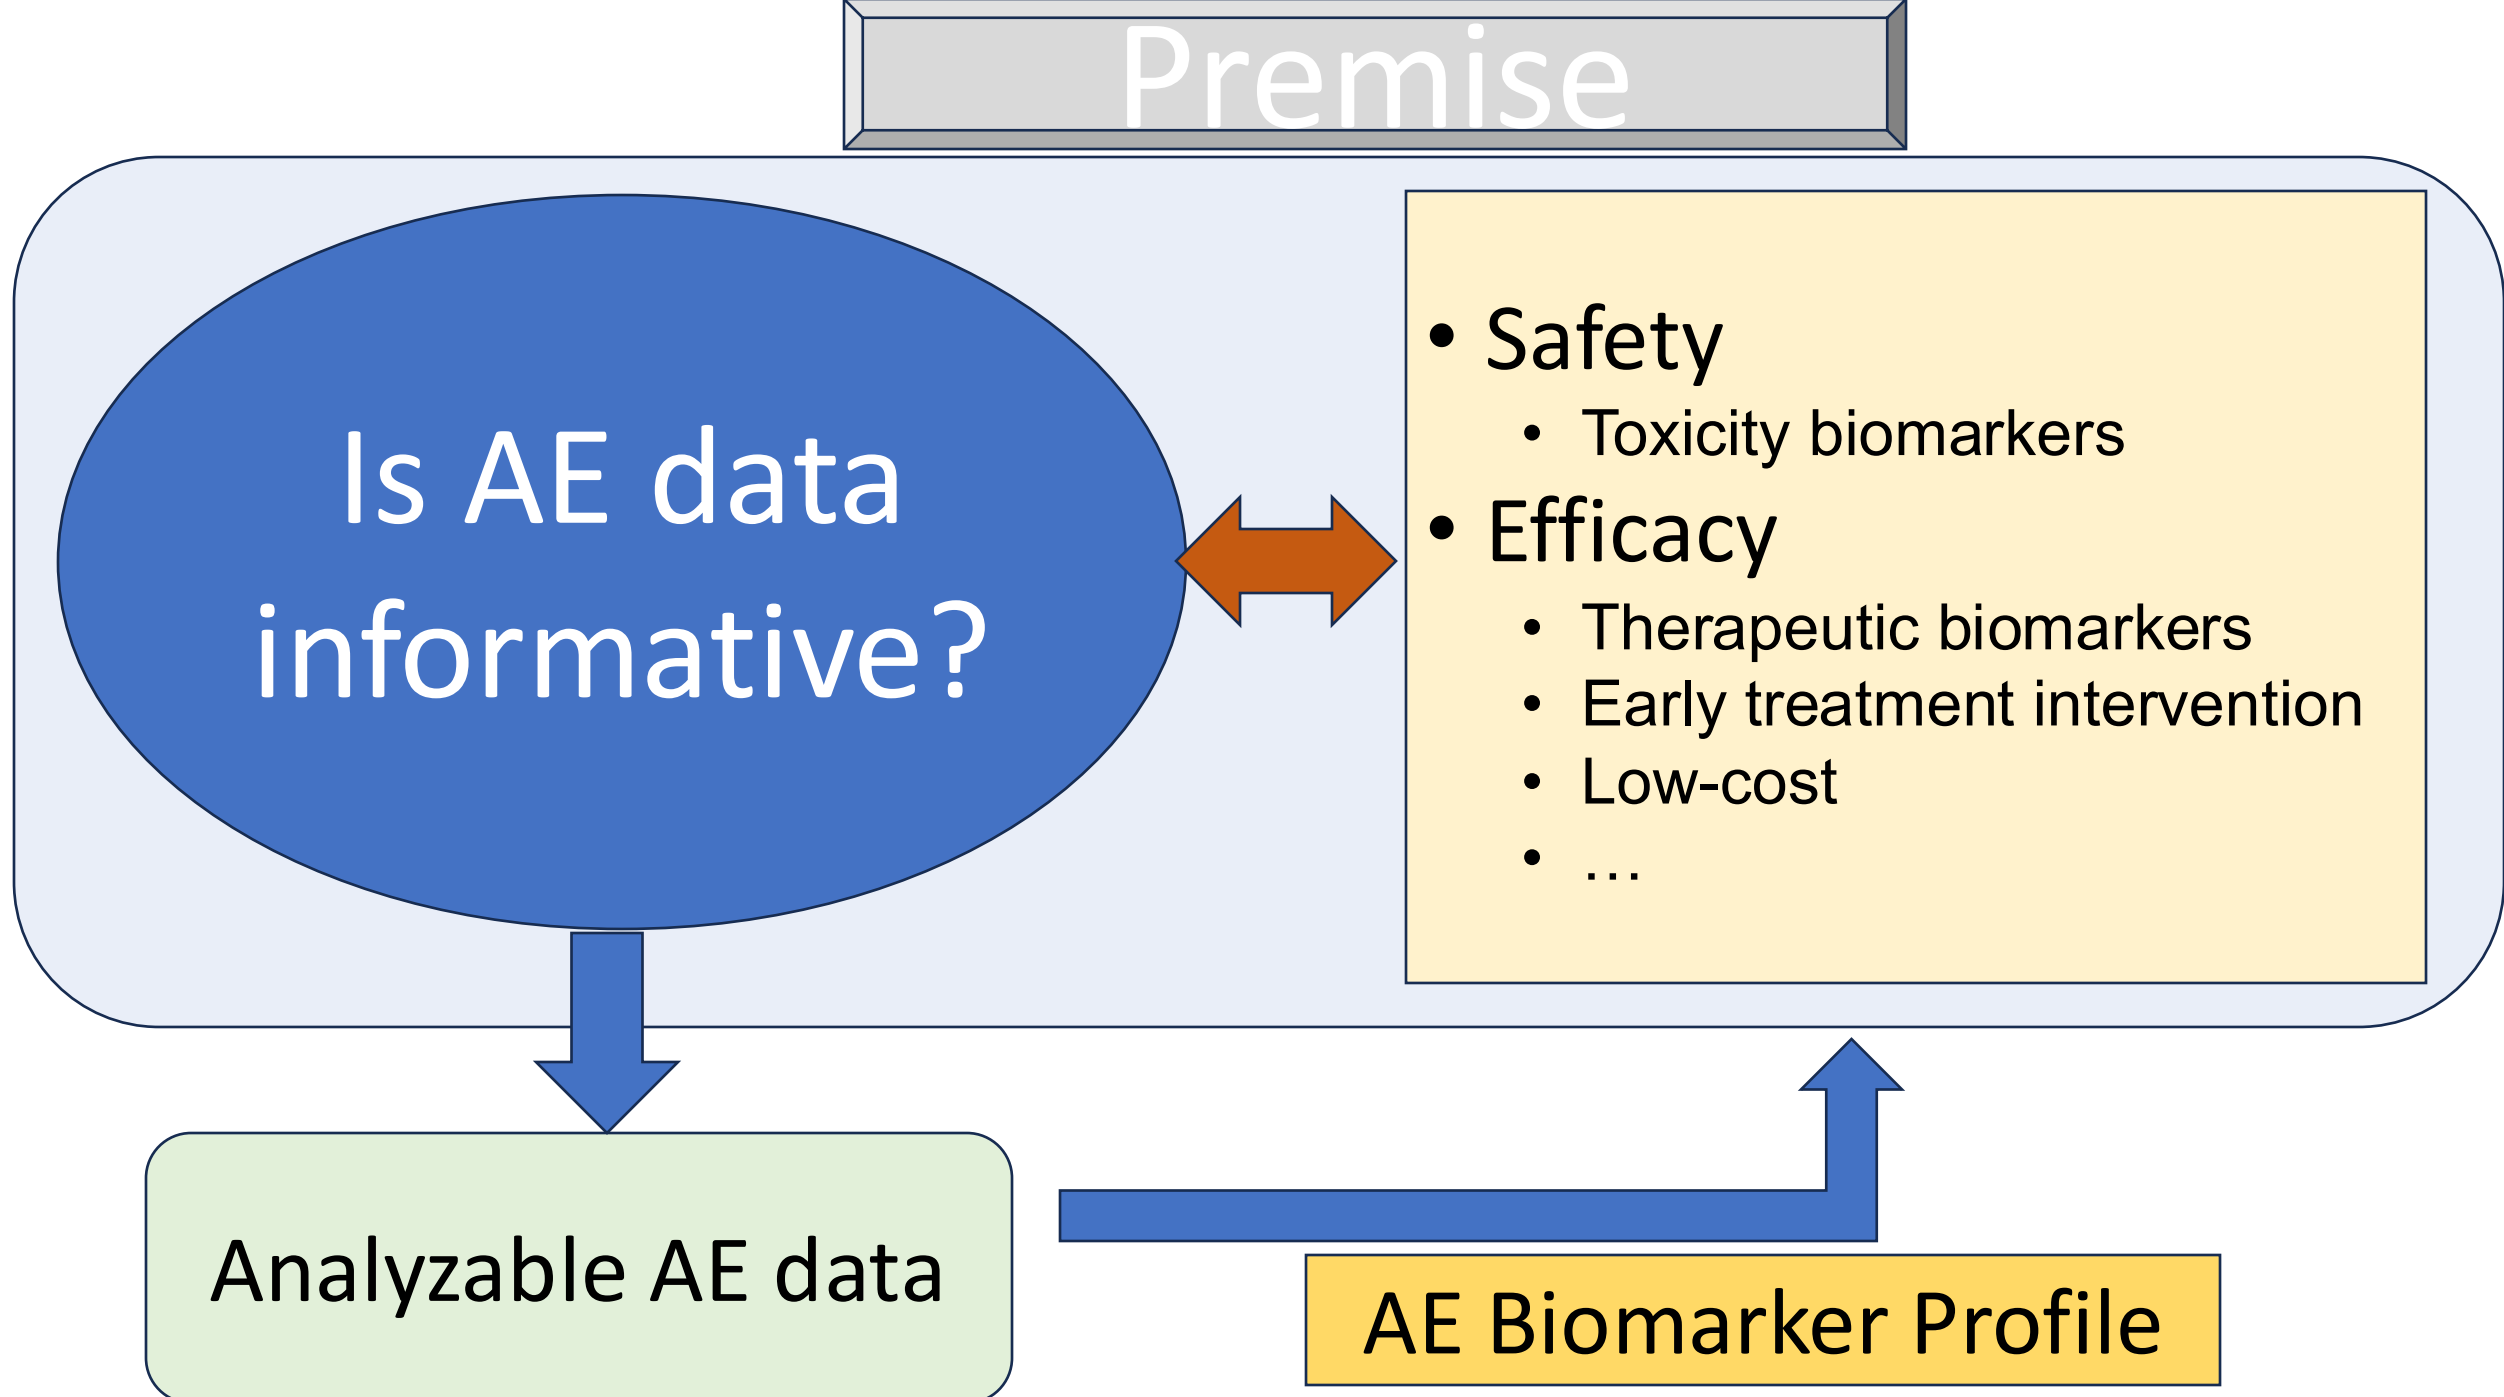 Premise
Is AE data
informative?
• Safety
• Toxicity biomarkers
• Efficacy
• Therapeutic biomarkers
• Early treatment intervention
• Low-cost
• …
Analyzable AE data
AE Biomarker Profile